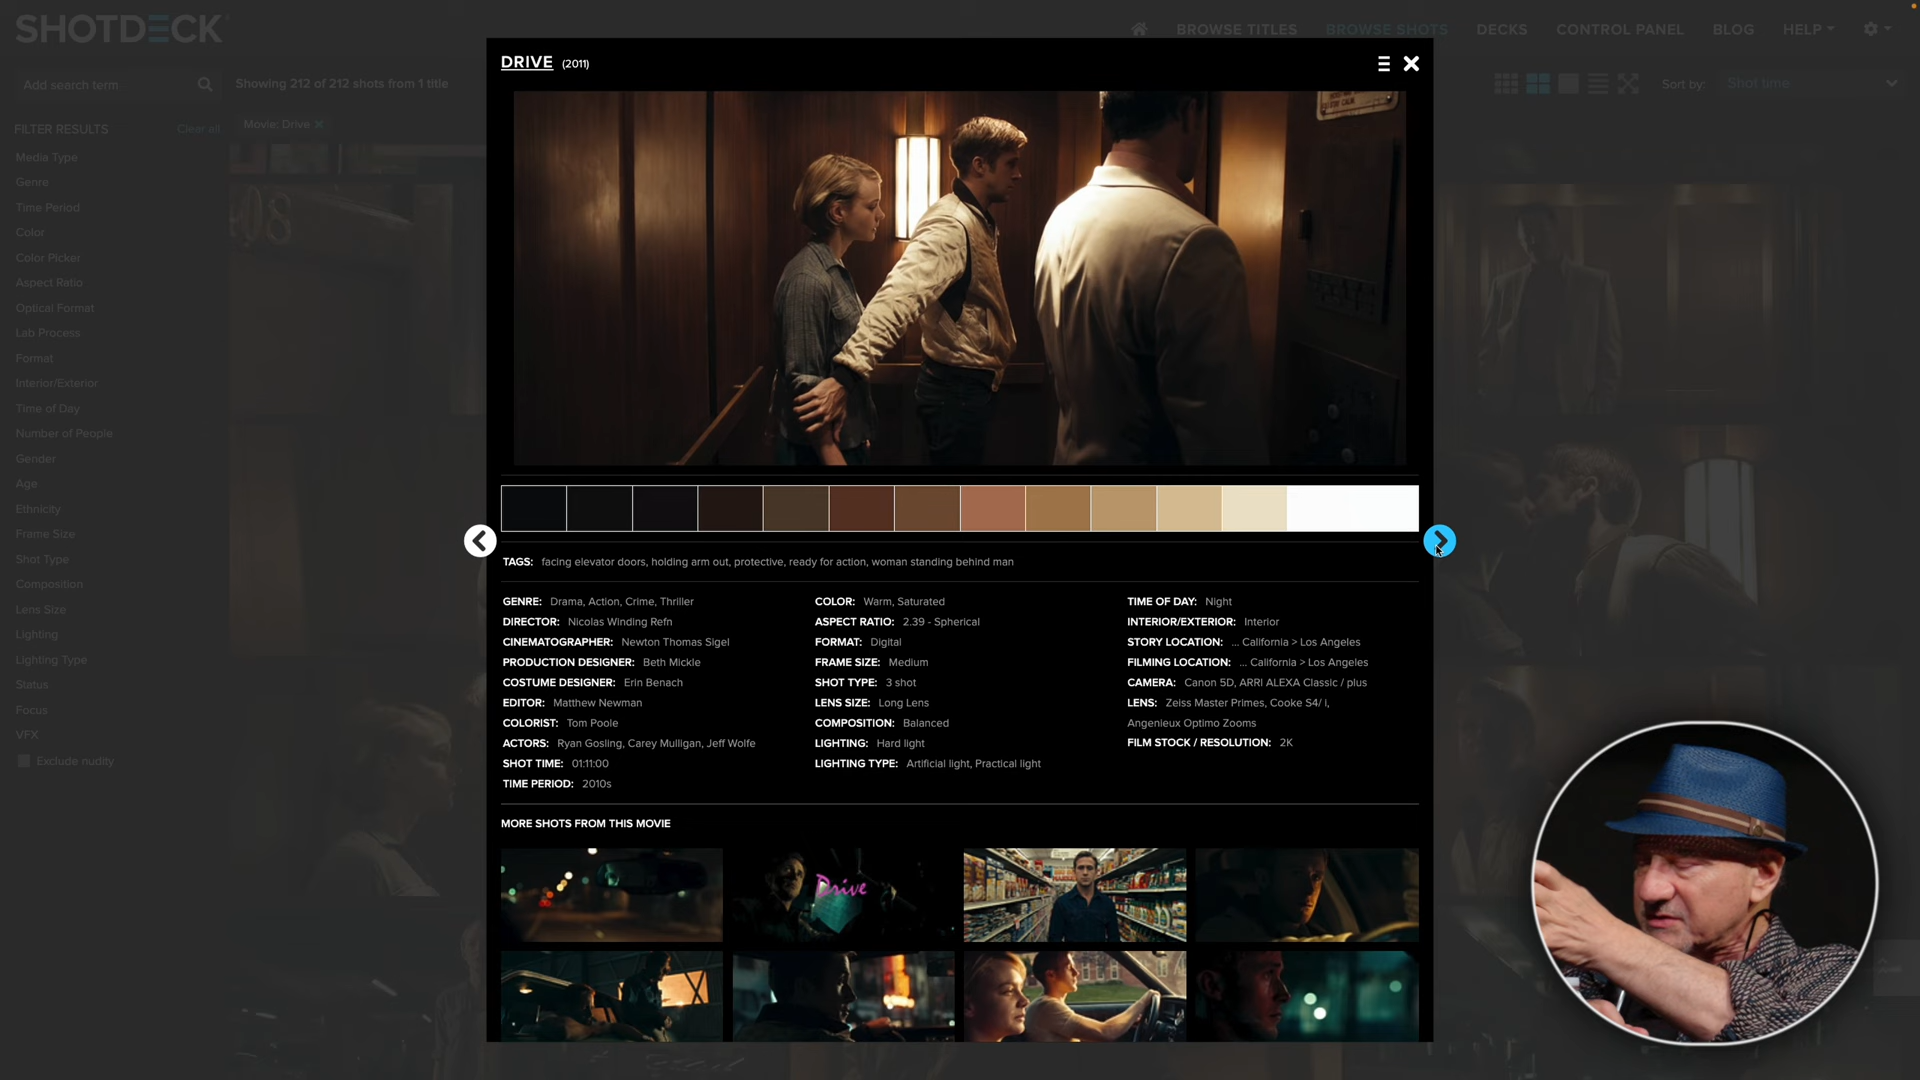 SHOTDECK
BROWSE TITLES
BROWSE SHOTS
DECKS
CONTROL PANEL
BLOG
HELP
Add search term
Showing 212 of 212 shots from 1 title
Sort by:
Shot time
FILTER RESULTS
Clear all
Movie: Drive
Media Type
Genre
Time Period
Color
Color Picker
Aspect Ratio
Optical Format
Lab Process
Format
Interior/Exterior
Time of Day
Number of People
Gender
Age
Ethnicity
Frame Size
Shot Type
Composition
Lens Size
Lighting
Lighting Type
Status
Focus
VFX
Exclude nudity
DRIVE (2011)
TAGS: facing elevator doors, holding arm out, protective, ready for action, woman standing behind man
GENRE: Drama, Action, Crime, Thriller
DIRECTOR: Nicolas Winding Refn
CINEMATOGRAPHER: Newton Thomas Sigel
PRODUCTION DESIGNER: Beth Mickle
COSTUME DESIGNER: Erin Benach
EDITOR: Matthew Newman
COLORIST: Tom Poole
ACTORS: Ryan Gosling, Carey Mulligan, Jeff Wolfe
SHOT TIME: 01:11:00
TIME PERIOD: 2010s
COLOR: Warm, Saturated
ASPECT RATIO: 2.39 - Spherical
FORMAT: Digital
FRAME SIZE: Medium
SHOT TYPE: 3 shot
LENS SIZE: Long Lens
COMPOSITION: Balanced
LIGHTING: Hard light
LIGHTING TYPE: Artificial light, Practical light
TIME OF DAY: Night
INTERIOR/EXTERIOR: Interior
STORY LOCATION: ... California > Los Angeles
FILMING LOCATION: ... California > Los Angeles
CAMERA: Canon 5D, ARRI ALEXA Classic / plus
LENS: Zeiss Master Primes, Cooke S4/ i,
Angenieux Optimo Zooms
FILM STOCK / RESOLUTION: 2K
MORE SHOTS FROM THIS MOVIE
Drive